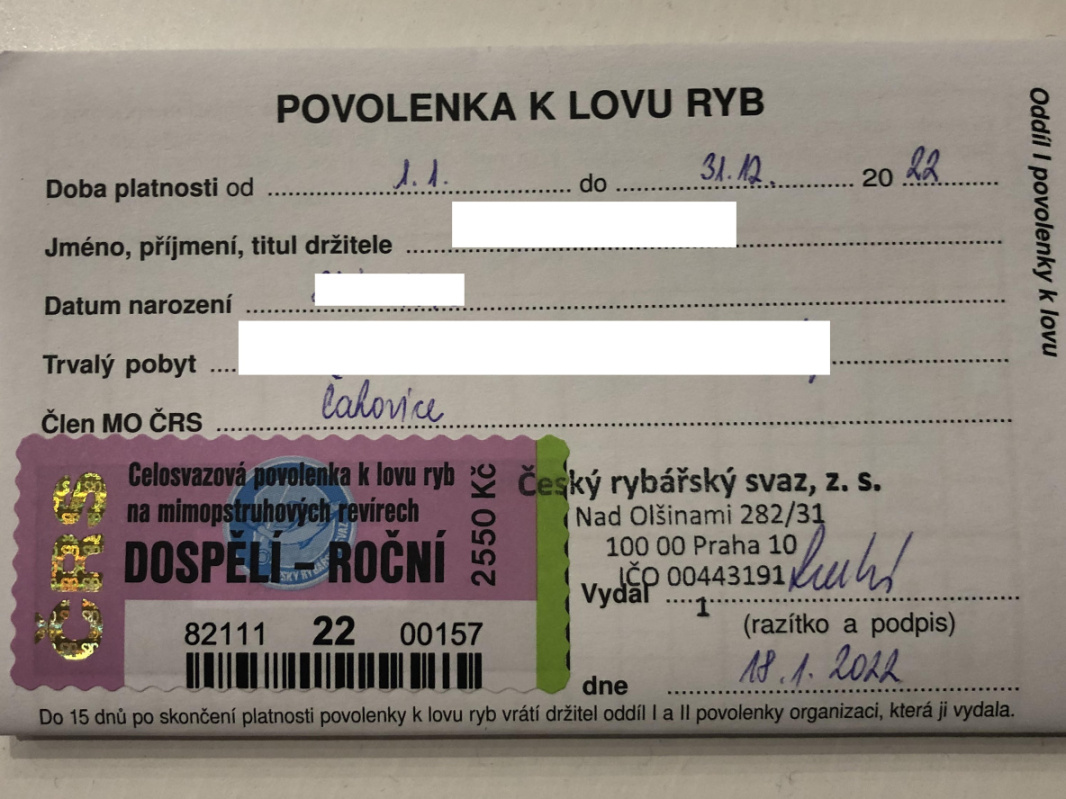 POVOLENKA K LOVU RYB
Doba platnosti od 1.1. do 31.12. 20 22
Jméno, příjmení, titul držitele
Datum narození
Trvalý pobyt
Člen MO ČRS Čakovice
Oddíl I povolenky k lovu
ČRS
Celosvazová povolenka k lovu ryb
na mimopstruhových revírech
DOSPĚLÍ – ROČNÍ
2550 Kč
82111 22 00157
Český rybářský svaz, z. s.
Nad Olšinami 282/31
100 00 Praha 10
IČO 00443191
Vydal
1
(razítko a podpis)
dne 18.1.2022
Do 15 dnů po skončení platnosti povolenky k lovu ryb vrátí držitel oddíl I a II povolenky organizaci, která ji vydala.